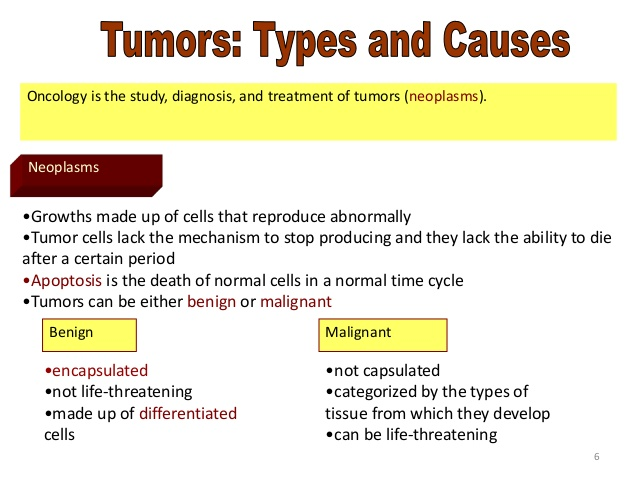 Tumors: Types and Causes
Oncology is the study, diagnosis, and treatment of tumors (neoplasms).
Neoplasms
•Growths made up of cells that reproduce abnormally
•Tumor cells lack the mechanism to stop producing and they lack the ability to die
after a certain period
•Apoptosis is the death of normal cells in a normal time cycle
•Tumors can be either benign or malignant
Benign
•encapsulated
•not life-threatening
•made up of differentiated
cells
Malignant
•not capsulated
•categorized by the types of
tissue from which they develop
•can be life-threatening
6